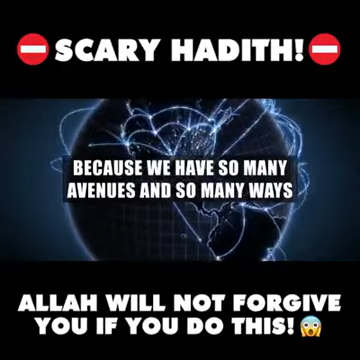 ⛔SCARY HADITH!⛔
BECAUSE WE HAVE SO MANY
AVENUES AND SO MANY WAYS
ALLAH WILL NOT FORGIVE
YOU IF YOU DO THIS!😱